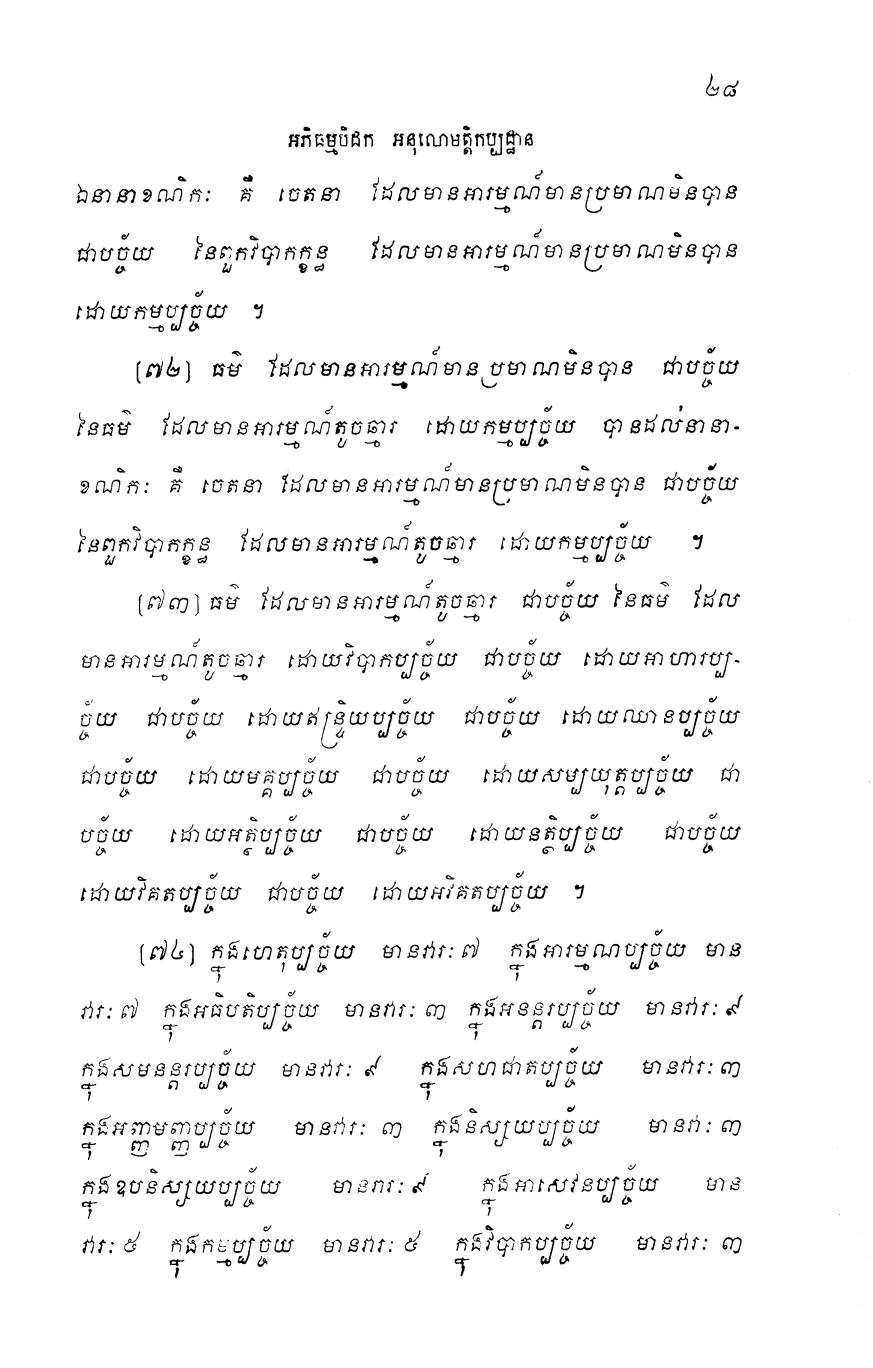 ២៨
អភិធម្មបិដក អនុលោមត្តិកប្បដ្ឋាន
ឯនានាខណិកៈ គឺ ចេតនា ដែលមានអារម្មណ៍មានប្រមាណមិនបាន
ជាបច្ច័យ នៃពួកវិបាកក្ខន្ធ ដែលមានអារម្មណ៍មានប្រមាណមិនបាន
ដោយកម្មប្បច្ច័យ ។
(៧២) ធម៌ ដែលមានអារម្មណ៍មានប្រមាណមិនបាន ជាបច្ច័យ
នៃធម៌ ដែលមានអារម្មណ៍តូចឆ្មារ ដោយកម្មប្បច្ច័យ បានដល់នានា-
ខណិកៈ គឺ ចេតនា ដែលមានអារម្មណ៍មានប្រមាណមិនបាន ជាបច្ច័យ
នៃពួកវិបាកក្ខន្ធ ដែលមានអារម្មណ៍តូចឆ្មារ ដោយកម្មប្បច្ច័យ ។
(៧៣) ធម៌ ដែលមានអារម្មណ៍តូចឆ្មារ ជាបច្ច័យ នៃធម៌ ដែល
មានអារម្មណ៍តូចឆ្មារ ដោយវិបាកប្បច្ច័យ ជាបច្ច័យ ដោយអាហារប្ប-
ច្ច័យ ជាបច្ច័យ ដោយឥន្ទ្រិយប្បច្ច័យ ជាបច្ច័យ ដោយឈានប្បច្ច័យ
ជាបច្ច័យ ដោយមគ្គប្បច្ច័យ ជាបច្ច័យ ដោយសម្បយុត្តប្បច្ច័យ ជា
បច្ច័យ ដោយអត្ថិប្បច្ច័យ ជាបច្ច័យ ដោយនត្ថិប្បច្ច័យ ជាបច្ច័យ
ដោយវិគតប្បច្ច័យ ជាបច្ច័យ ដោយអវិគតប្បច្ច័យ ។
(៧៤) ក្នុងហេតុប្បច្ច័យ មានវារៈ ៧ ក្នុងអារម្មណប្បច្ច័យ មាន
វារៈ ៧ ក្នុងអធិបតិប្បច្ច័យ មានវារៈ ៣ ក្នុងអនន្តរប្បច្ច័យ មានវារៈ ៩
ក្នុងសមនន្តរប្បច្ច័យ មានវារៈ ៩ ក្នុងសហជាតប្បច្ច័យ មានវារៈ ៣
ក្នុងអញ្ញាមញ្ញប្បច្ច័យ មានវារៈ ៣ ក្នុងនិស្សយប្បច្ច័យ មានវារៈ ៣
ក្នុងឧបនិស្សយប្បច្ច័យ មានវារៈ ៩ ក្នុងអាសេវនប្បច្ច័យ មាន
វារៈ ៥ ក្នុងកម្មប្បច្ច័យ មានវារៈ ៥ ក្នុងវិបាកប្បច្ច័យ មានវារៈ ៣